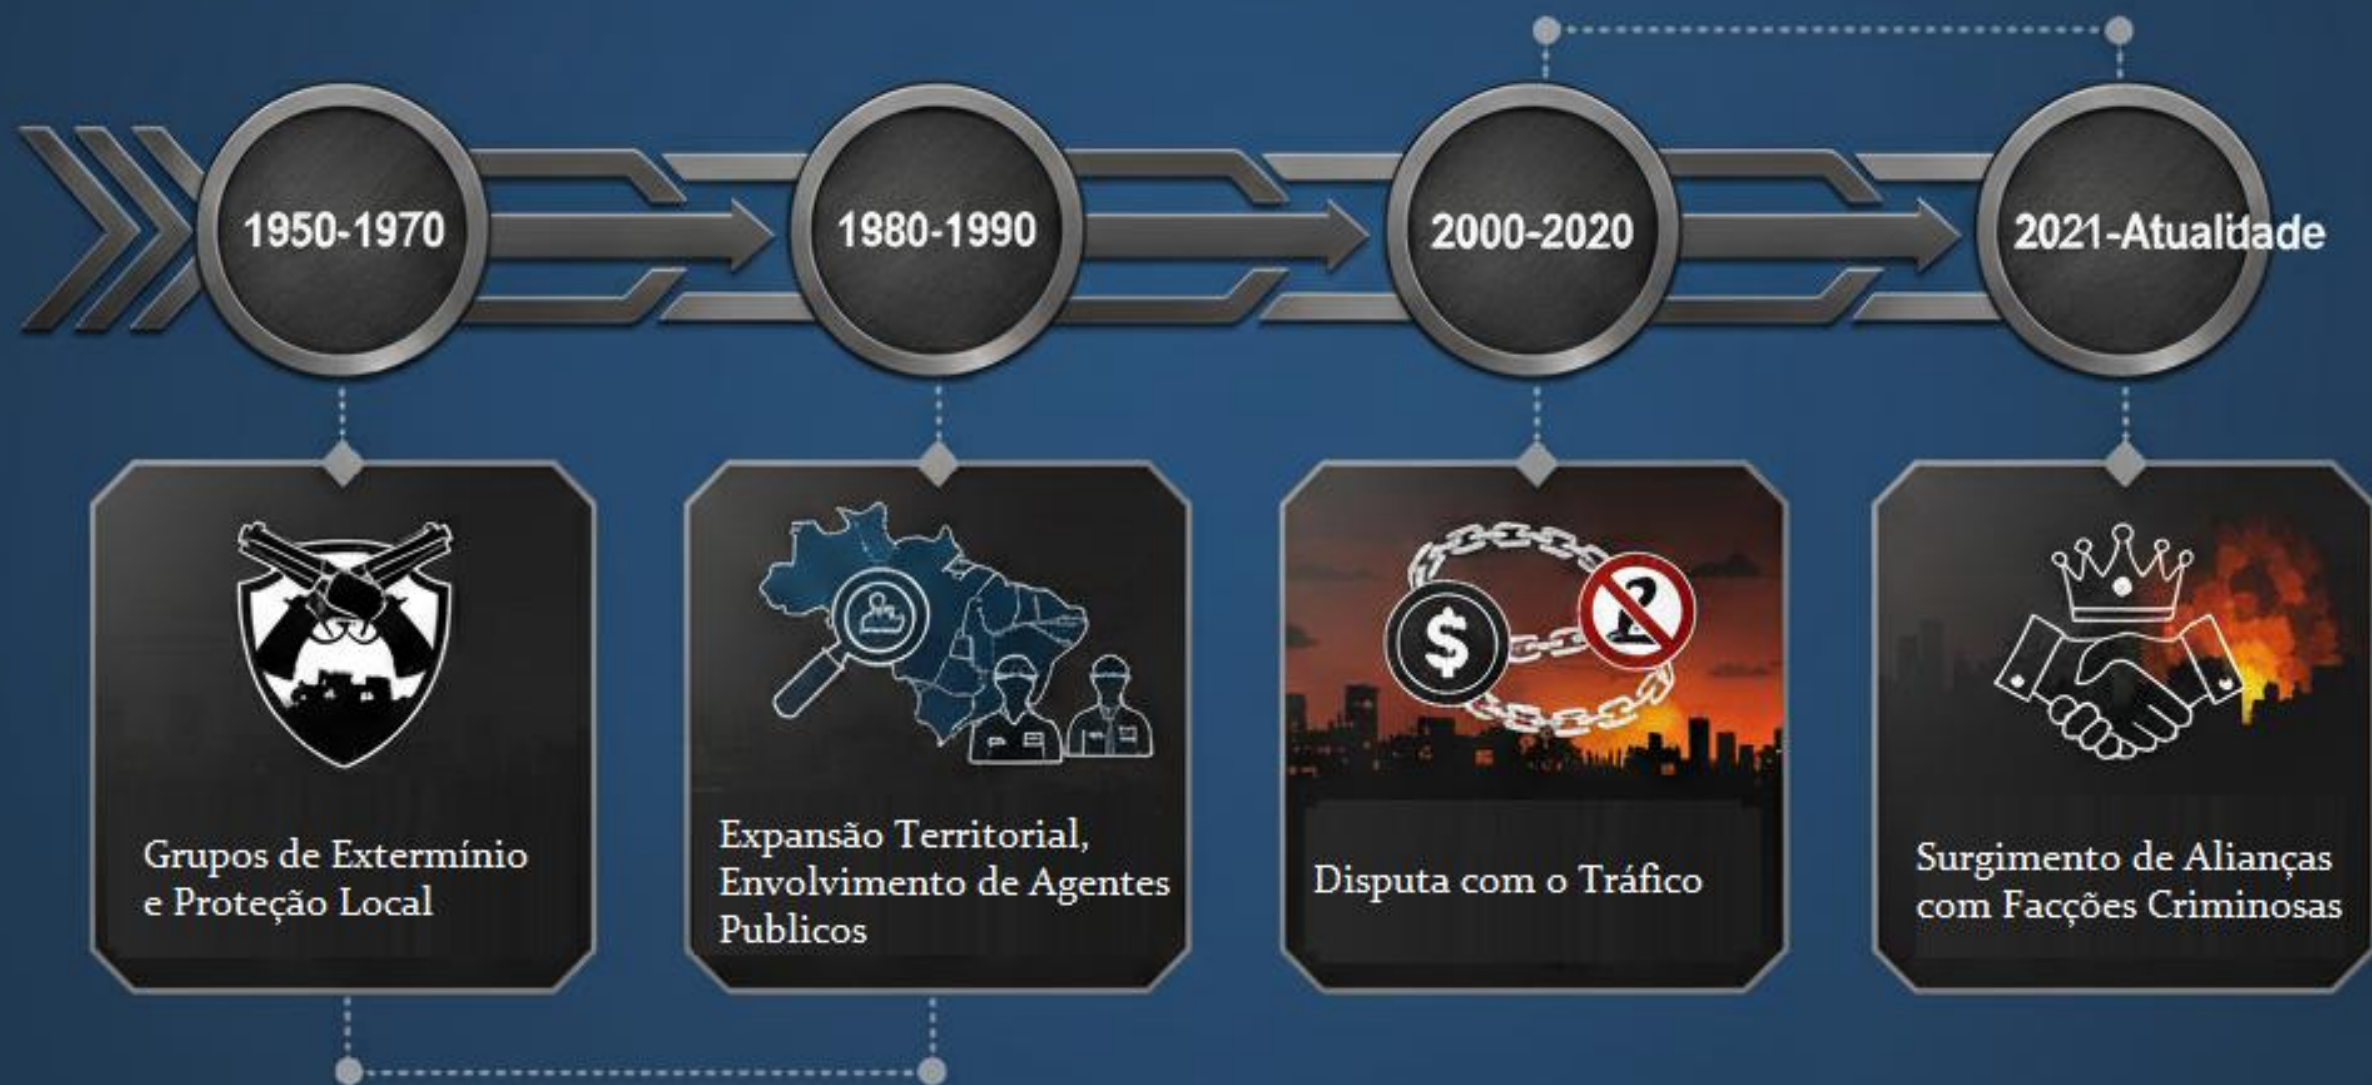 1950-1970
1980-1990
2000-2020
2021-Atualidade
$
Grupos de Extermínio
e Proteção Local
Expansão Territorial,
Envolvimento de Agentes
Publicos
Disputa com o Tráfico
Surgimento de Alianças
com Facções Criminosas